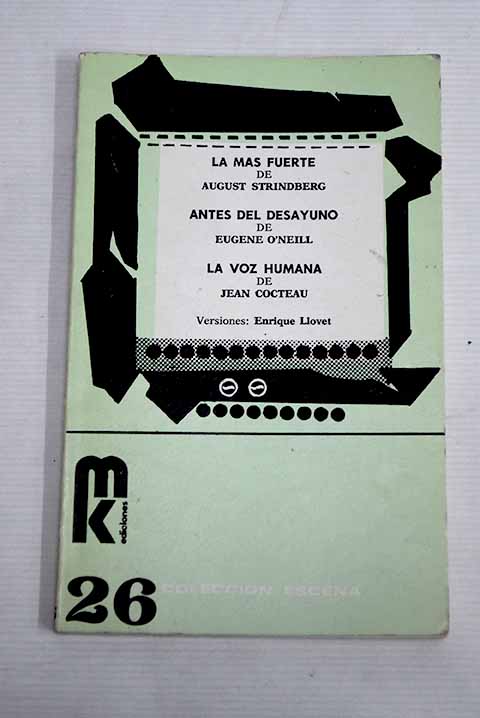 LA MAS FUERTE
DE
AUGUST STRINDBERG
ANTES DEL DESAYUNO
DE
EUGENE O'NEILL
LA VOZ HUMANA
DE
JEAN COCTEAU
Versiones: Enrique Llovet
mk
ediciones
26 COLECCION ESCENA